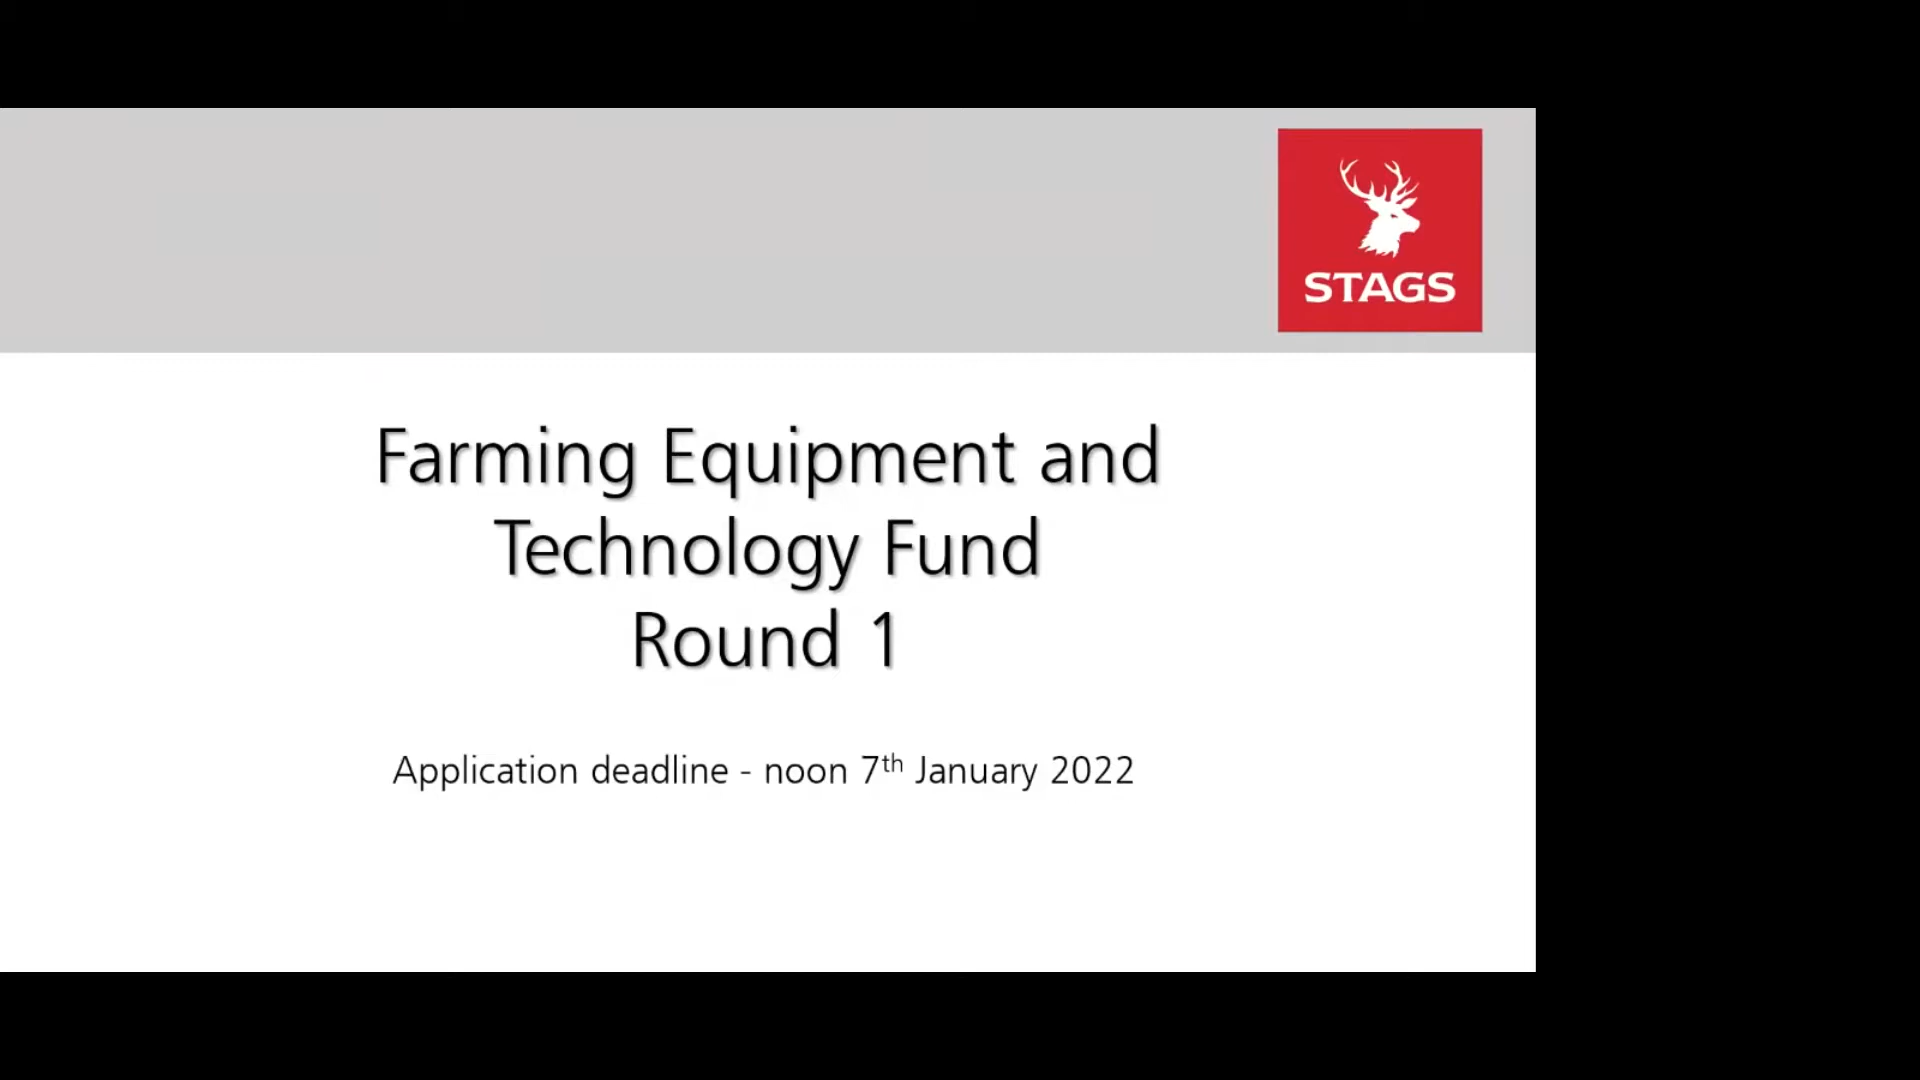 STAGS
Farming Equipment and
Technology Fund
Round 1
Application deadline - noon 7th January 2022